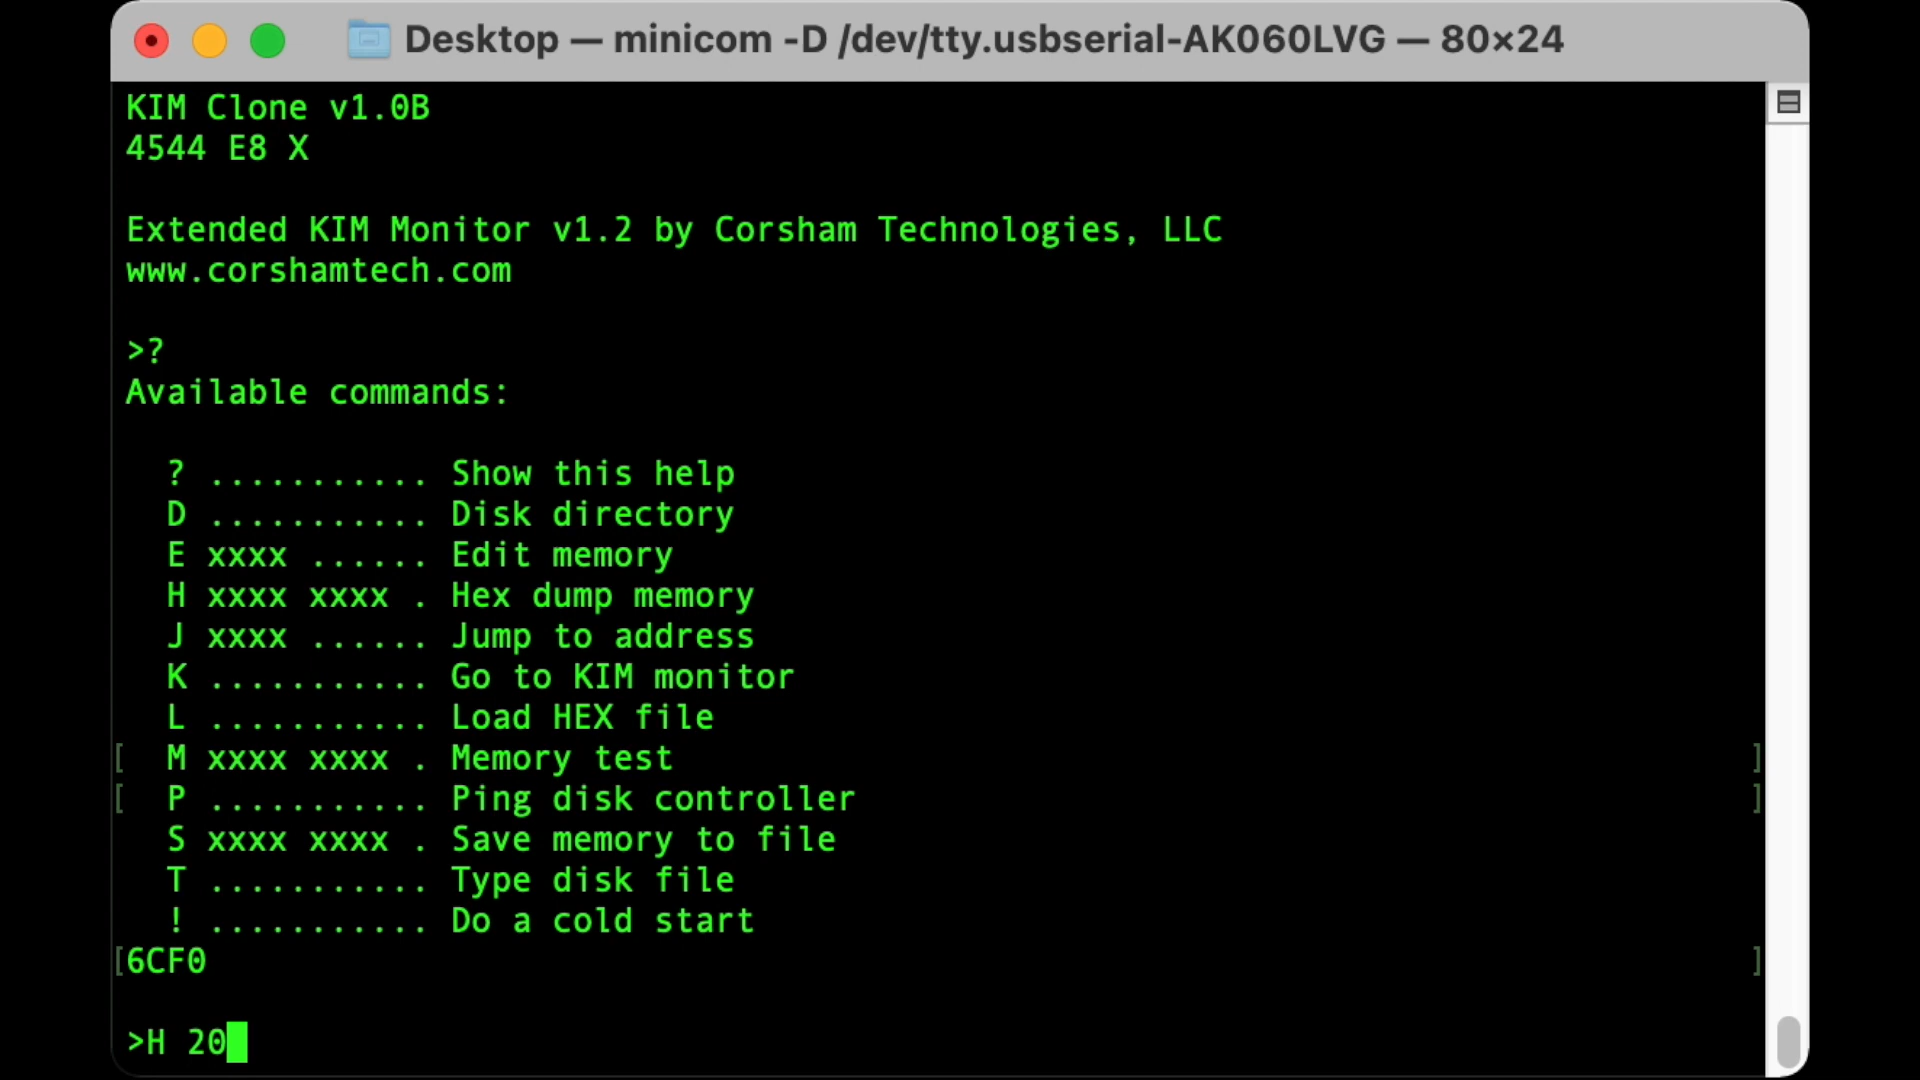 Desktop — minicom -D /dev/tty.usbserial-AK060LVG — 80×24
KIM Clone v1.0B
4544 E8 X
Extended KIM Monitor v1.2 by Corsham Technologies, LLC
www.corshamtech.com
>?
Available commands:
? ........... Show this help
D ........... Disk directory
E xxxx ...... Edit memory
H xxxx xxxx . Hex dump memory
J xxxx ...... Jump to address
K ........... Go to KIM monitor
L ........... Load HEX file
[ M xxxx xxxx . Memory test ]
[ P ........... Ping disk controller ]
S xxxx xxxx . Save memory to file
T ........... Type disk file
! ........... Do a cold start
[6CF0 ]
>H 20